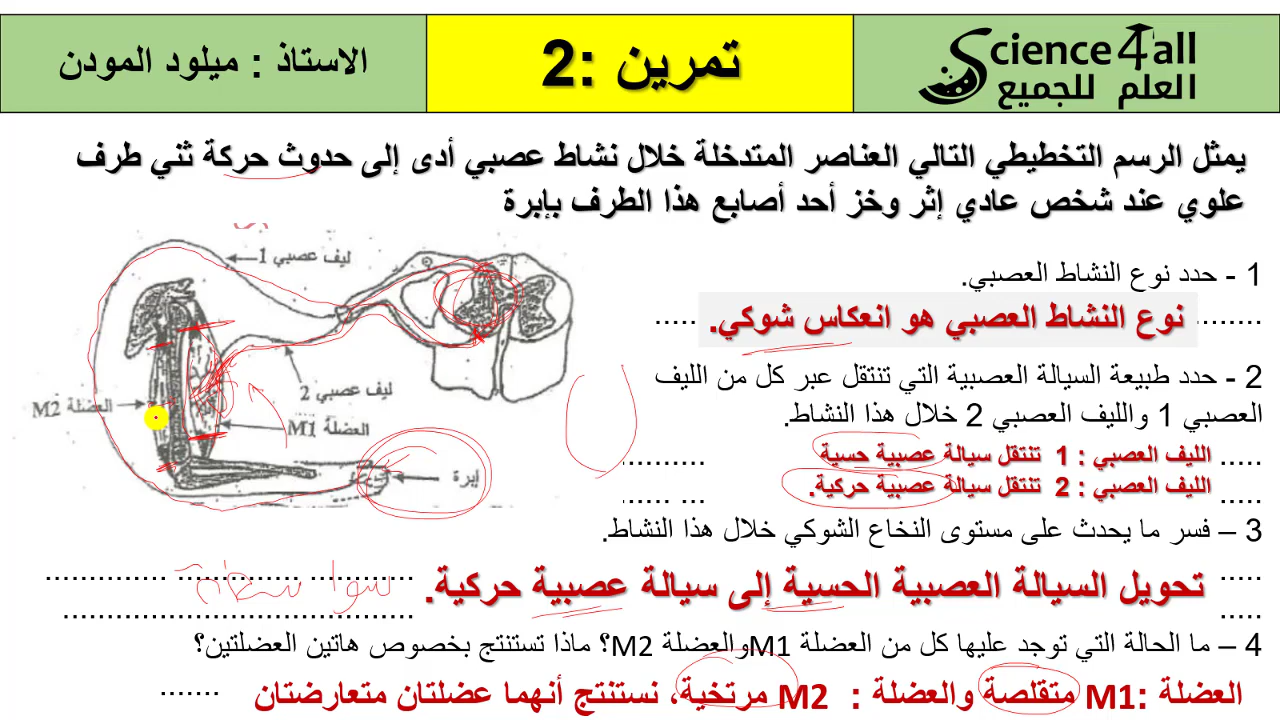 Science 4 all
العلم للجميع
تمرين 2:
الاستاذ : ميلود المودن
يمثل الرسم التخطيطي التالي العناصر المتدخلة خلال نشاط عصبي أدى إلى حدوث حركة ثني طرف
علوي عند شخص عادي إثر وخز أحد أصابع هذا الطرف بإبرة
ليف عصبي 1
ليف عصبي 2
العضلة M2
العضلة M1
إبرة
1 - حدد نوع النشاط العصبي.
نوع النشاط العصبي هو انعكاس شوكي.
2 - حدد طبيعة السيالة العصبية التي تنتقل عبر كل من الليف
العصبي 1 والليف العصبي 2 خلال هذا النشاط.
الليف العصبي : 1 تنتقل سيالة عصبية حسية
الليف العصبي : 2 تنتقل سيالة عصبية حركية.
3 – فسر ما يحدث على مستوى النخاع الشوكي خلال هذا النشاط.
تحويل السيالة العصبية الحسية إلى سيالة عصبية حركية.
4 – ما الحالة التي توجد عليها كل من العضلة M1 والعضلة M2؟ ماذا تستنتج بخصوص هاتين العضلتين؟
العضلة M1: متقلصة والعضلة : M2 مرتخية، نستنتج أنهما عضلتان متعارضتان